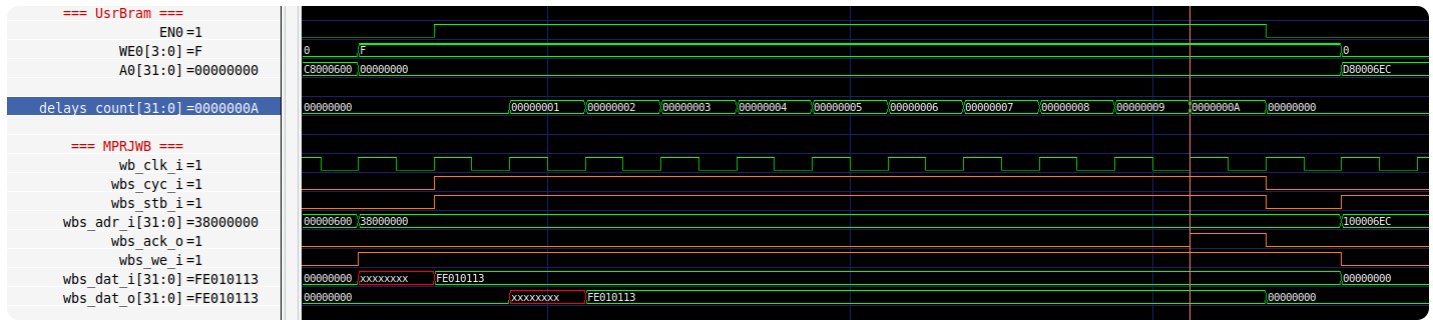 === UsrBram ===
EN0=1
WE0[3:0]=F 0 F 0
A0[31:0]=00000000 C8000600 00000000 D80006EC
delays_count[31:0]=0000000A 00000000 00000001 00000002 00000003 00000004 00000005 00000006 00000007 00000008 00000009 0000000A 00000000
=== MPRJWB ===
wb_clk_i=1
wbs_cyc_i=1
wbs_stb_i=1
wbs_adr_i[31:0]=38000000 00000600 38000000 100006EC
wbs_ack_o=1
wbs_we_i=1
wbs_dat_i[31:0]=FE010113 00000000 xxxxxxxx FE010113 00000000
wbs_dat_o[31:0]=FE010113 00000000 xxxxxxxx FE010113 00000000